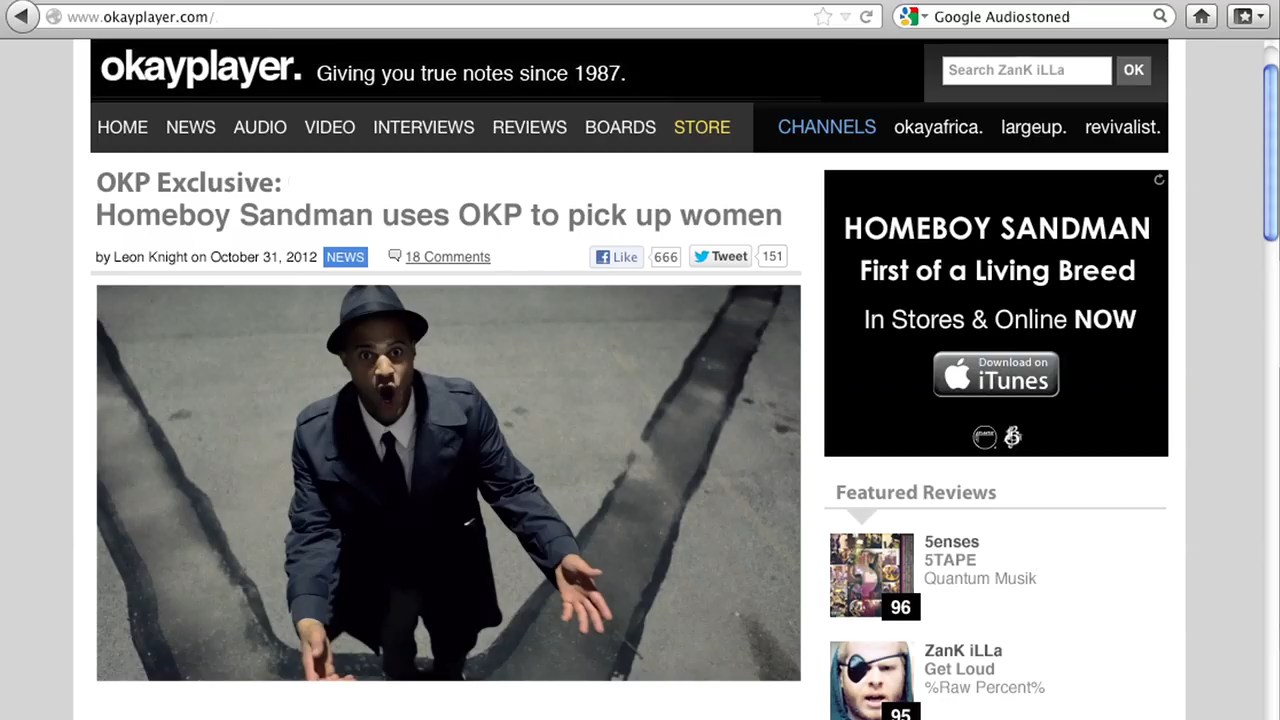 www.okayplayer.com/
Google Audiostoned
okayplayer.
Giving you true notes since 1987.
Search ZanK iLLa
OK
HOME NEWS AUDIO VIDEO INTERVIEWS REVIEWS BOARDS STORE
CHANNELS okayafrica. largeup. revivalist.
OKP Exclusive:
Homeboy Sandman uses OKP to pick up women
by Leon Knight on October 31, 2012 NEWS 18 Comments
Like 666 Tweet 151
HOMEBOY SANDMAN
First of a Living Breed
In Stores & Online NOW
Download on
iTunes
Featured Reviews
5enses
5TAPE
Quantum Musik
96
ZanK iLLa
Get Loud
%Raw Percent%
95